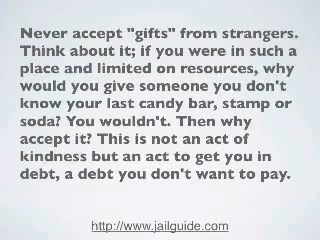 Never accept "gifts" from strangers.
Think about it; if you were in such a
place and limited on resources, why
would you give someone you don't
know your last candy bar, stamp or
soda? You wouldn't. Then why
accept it? This is not an act of
kindness but an act to get you in
debt, a debt you don't want to pay.
http://www.jailguide.com